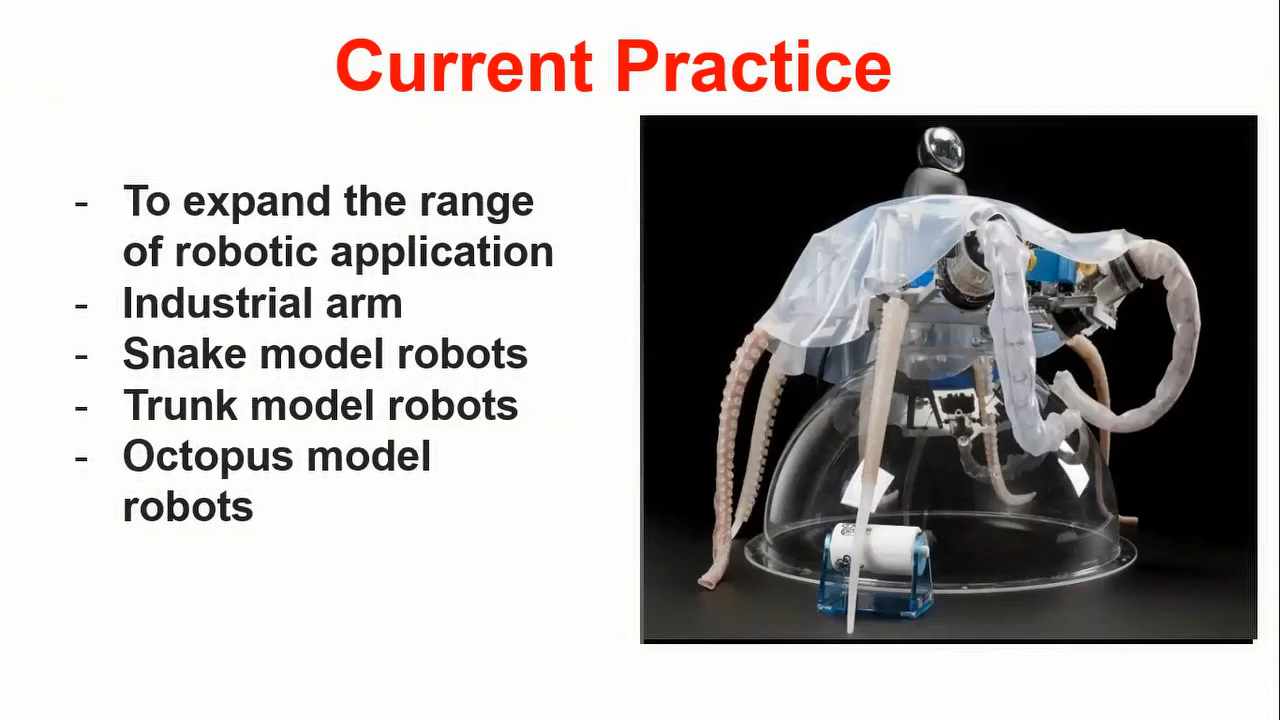 Current Practice
- To expand the range
of robotic application
- Industrial arm
- Snake model robots
- Trunk model robots
- Octopus model
robots